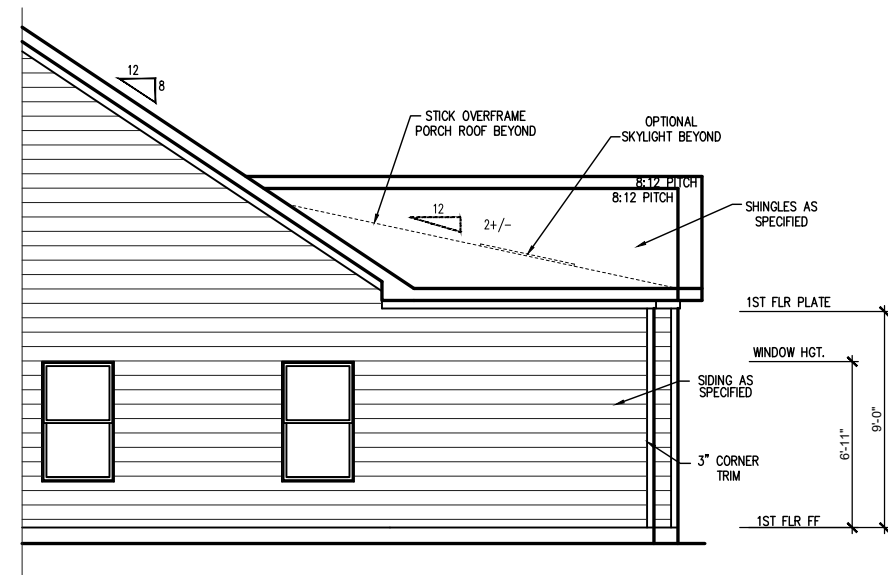 12
8
STICK OVERFRAME
PORCH ROOF BEYOND
OPTIONAL
SKYLIGHT BEYOND
8:12 PITCH
8:12 PITCH
12
2+/-
SHINGLES AS
SPECIFIED
1ST FLR PLATE
WINDOW HGT.
SIDING AS
SPECIFIED
9'-0"
6'-11"
3" CORNER
TRIM
1ST FLR FF